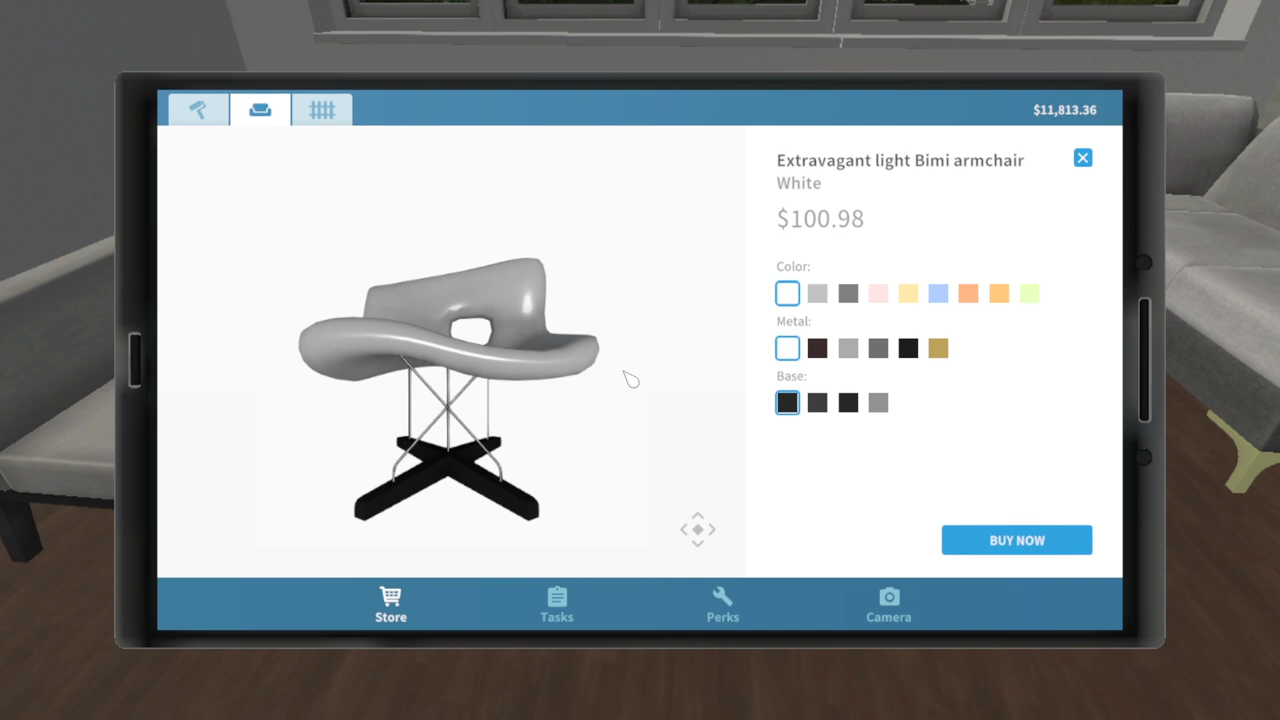 $11,813.36
Extravagant light Bimi armchair
White
$100.98
Color:
Metal:
Base:
BUY NOW
Store
Tasks
Perks
Camera